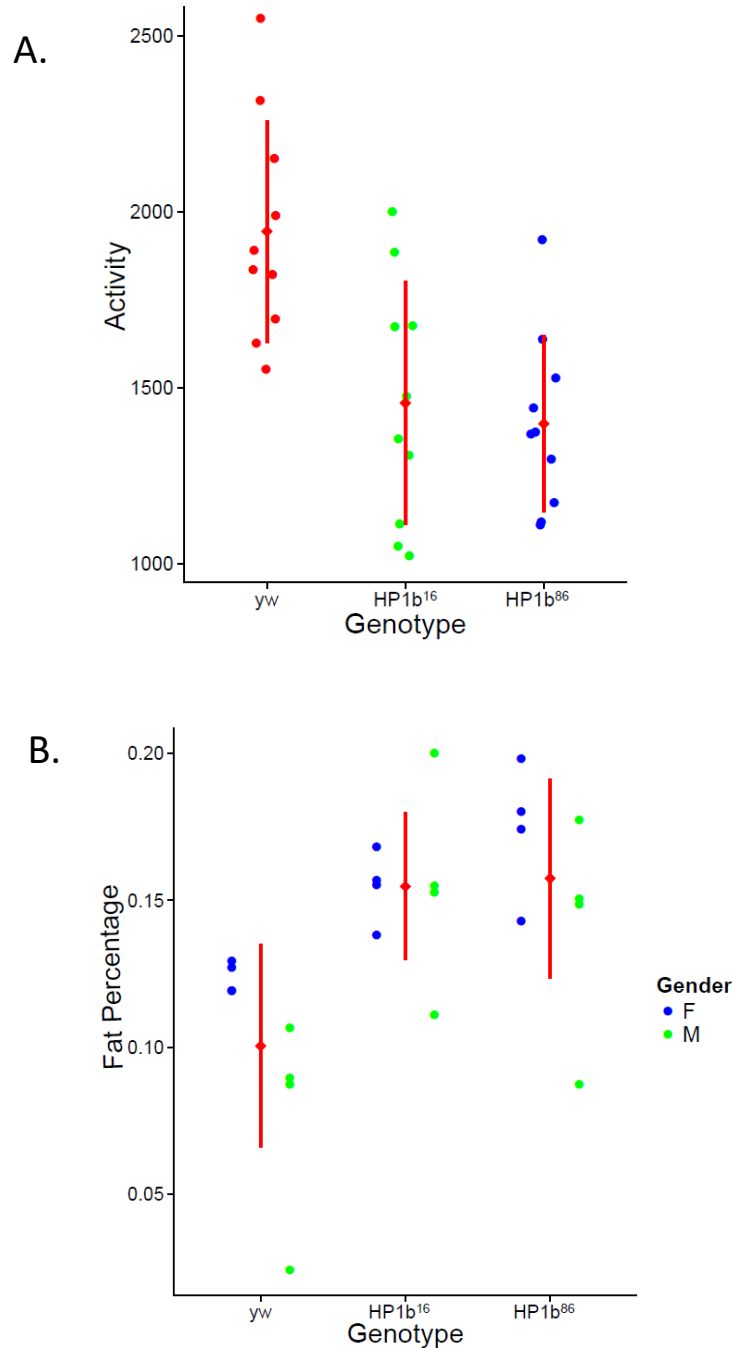 A.
2500
2000
1500
1000
Activity
yw HP1b¹⁶ HP1b⁸⁶
Genotype
B.
0.20
0.15
0.10
0.05
Fat Percentage
Gender
F
M
yw HP1b¹⁶ HP1b⁸⁶
Genotype